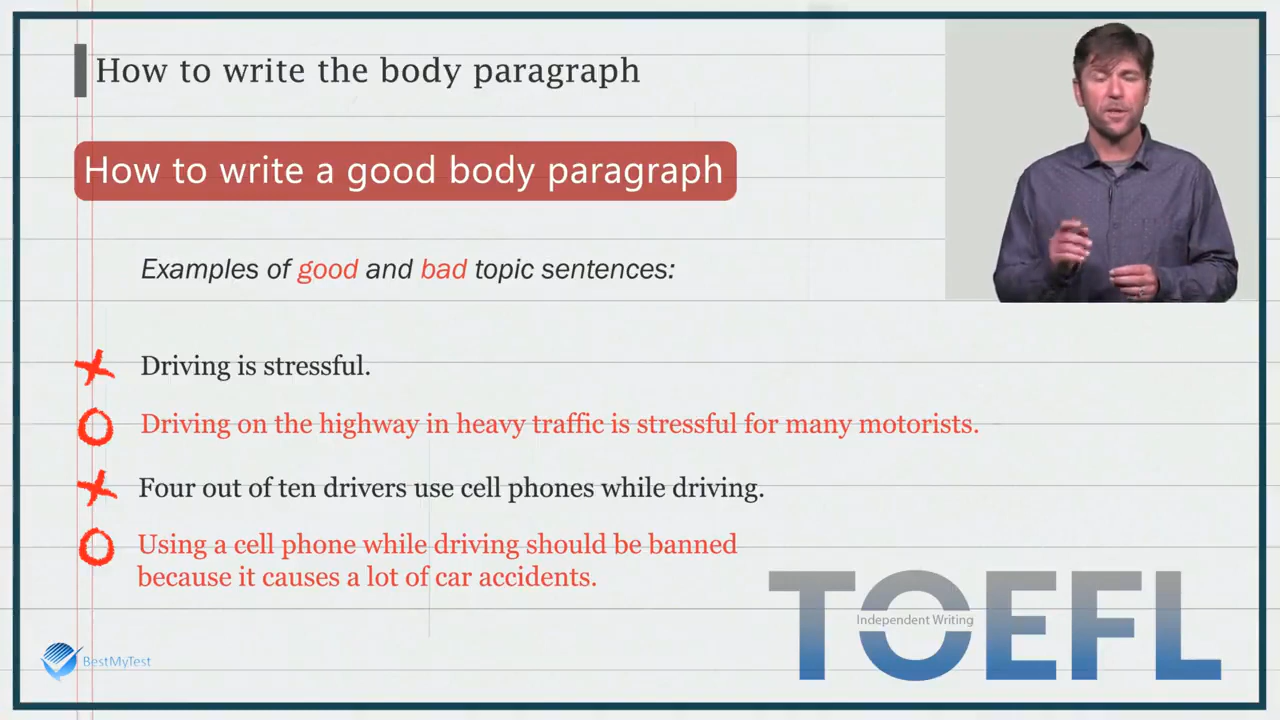 How to write the body paragraph
How to write a good body paragraph
Examples of good and bad topic sentences:
Driving is stressful.
Driving on the highway in heavy traffic is stressful for many motorists.
Four out of ten drivers use cell phones while driving.
Using a cell phone while driving should be banned
because it causes a lot of car accidents.
TOEFL
Independent Writing
BestMyTest